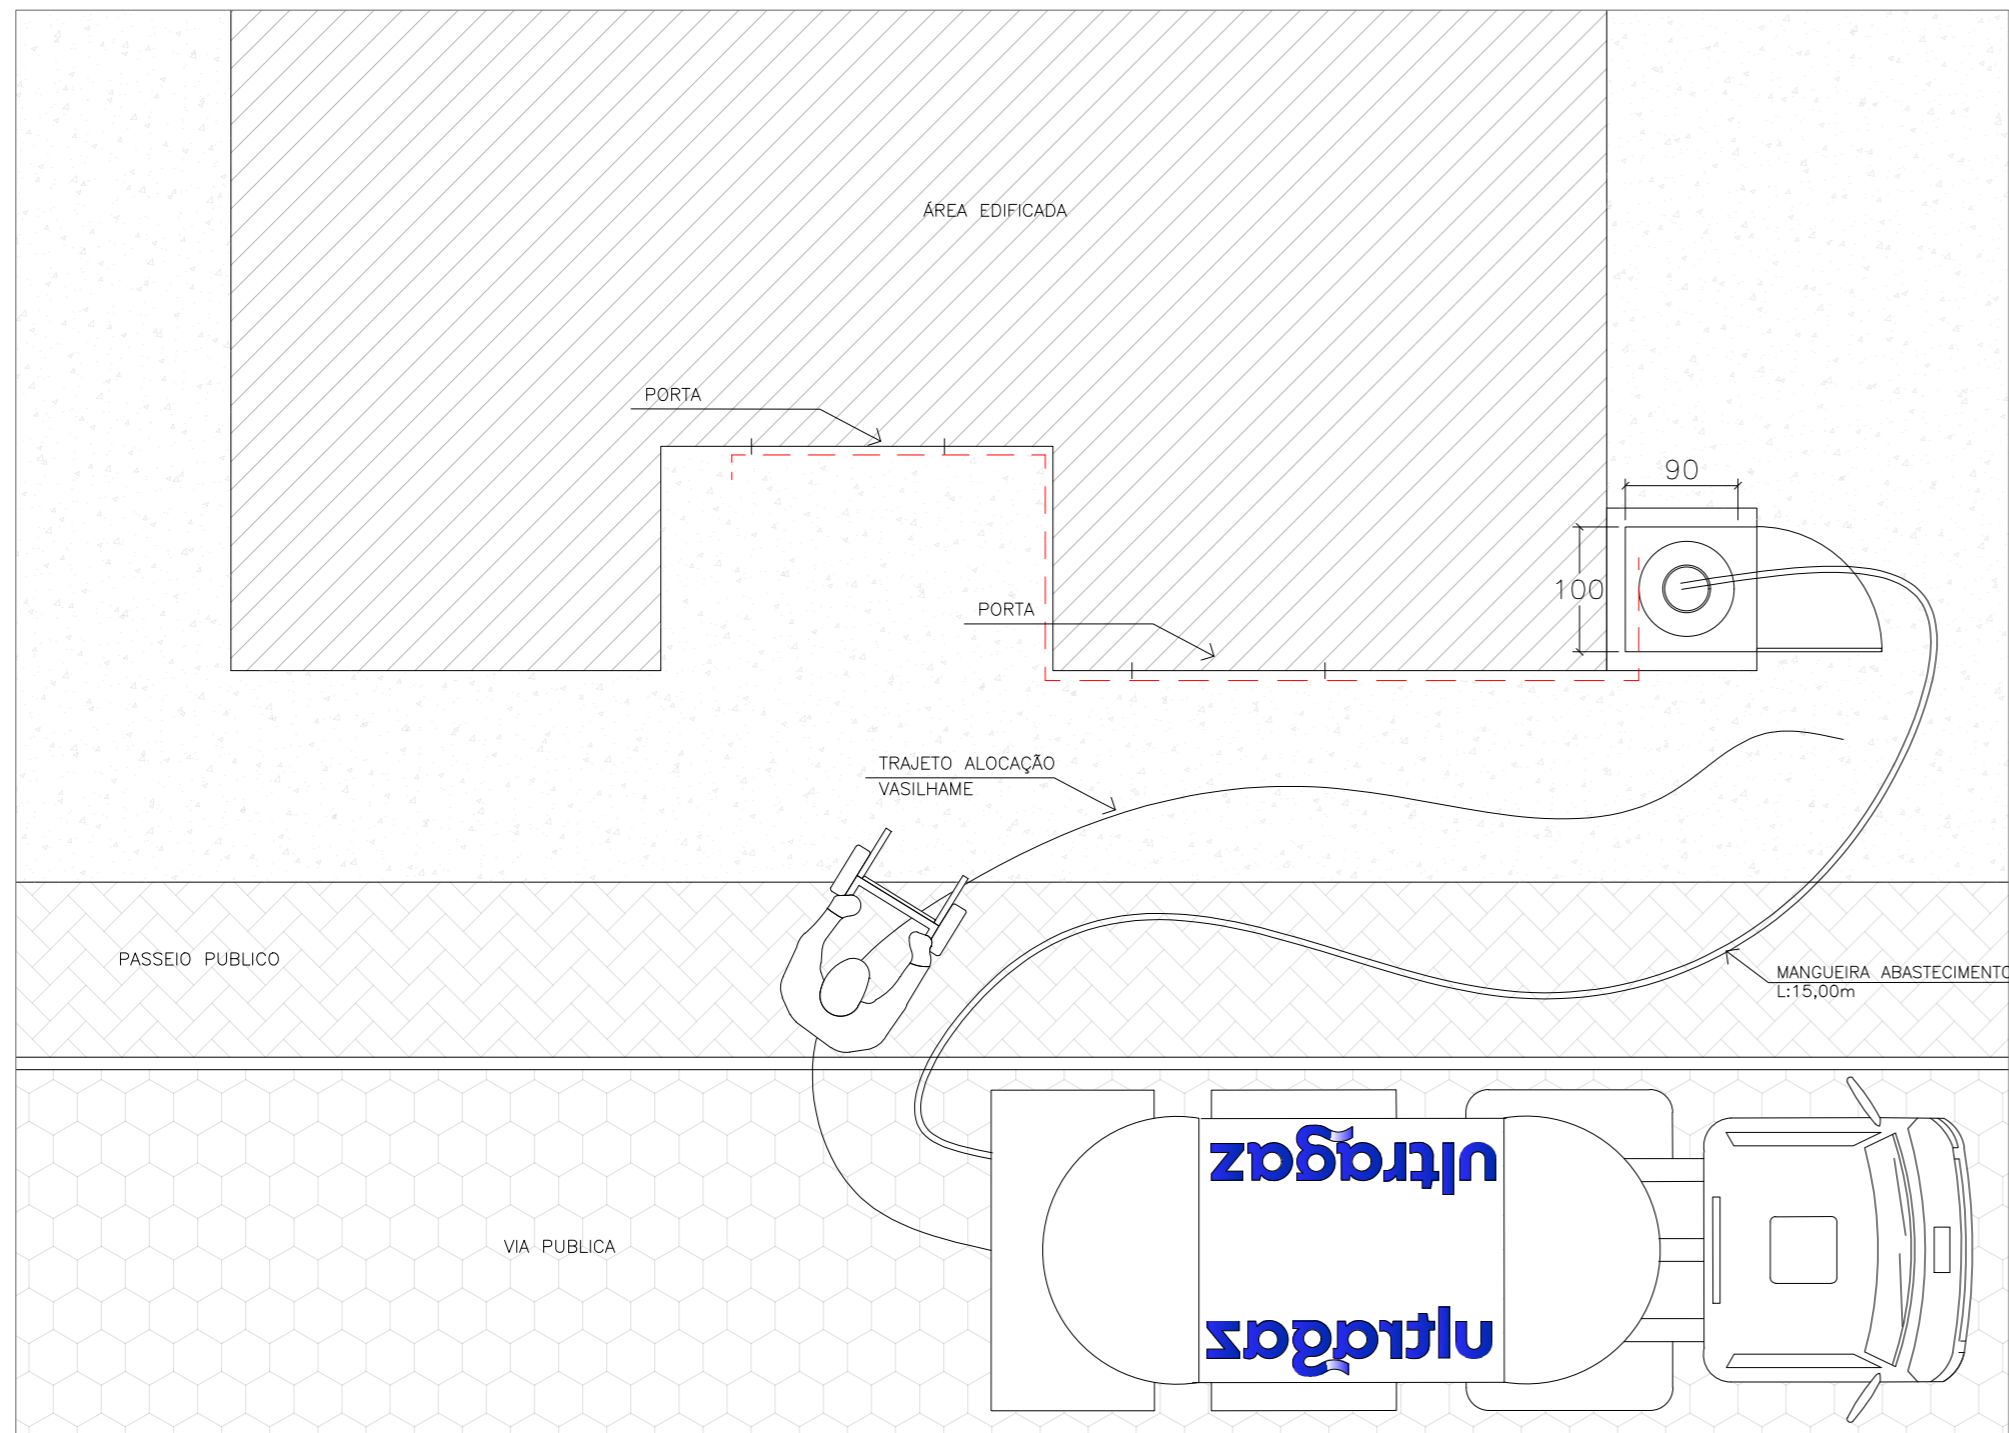 ÁREA EDIFICADA
PORTA
90
100
PORTA
TRAJETO ALOCAÇÃO
VASILHAME
PASSEIO PUBLICO
MANGUEIRA ABASTECIMENTO
L:15,00m
ultragaz
VIA PUBLICA
ultragaz